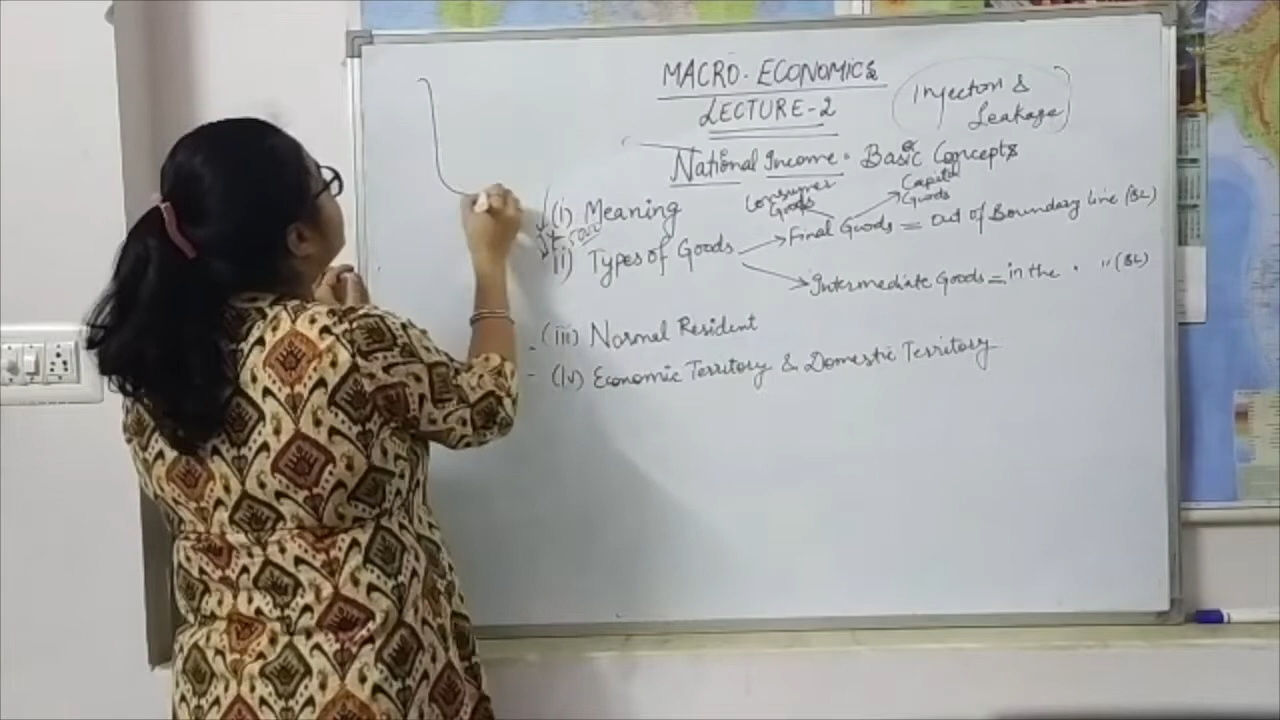 MACRO-ECONOMICS
LECTURE-2
Injection & Leakage
National Income - Basic Concepts
Consumer Goods
Capital Goods
(i) Meaning
ii) Types of Goods
Final Goods = Out of Boundary line (BL)
Intermediate Goods = in the " " (BL)
(iii) Normal Resident
(iv) Economic Territory & Domestic Territory